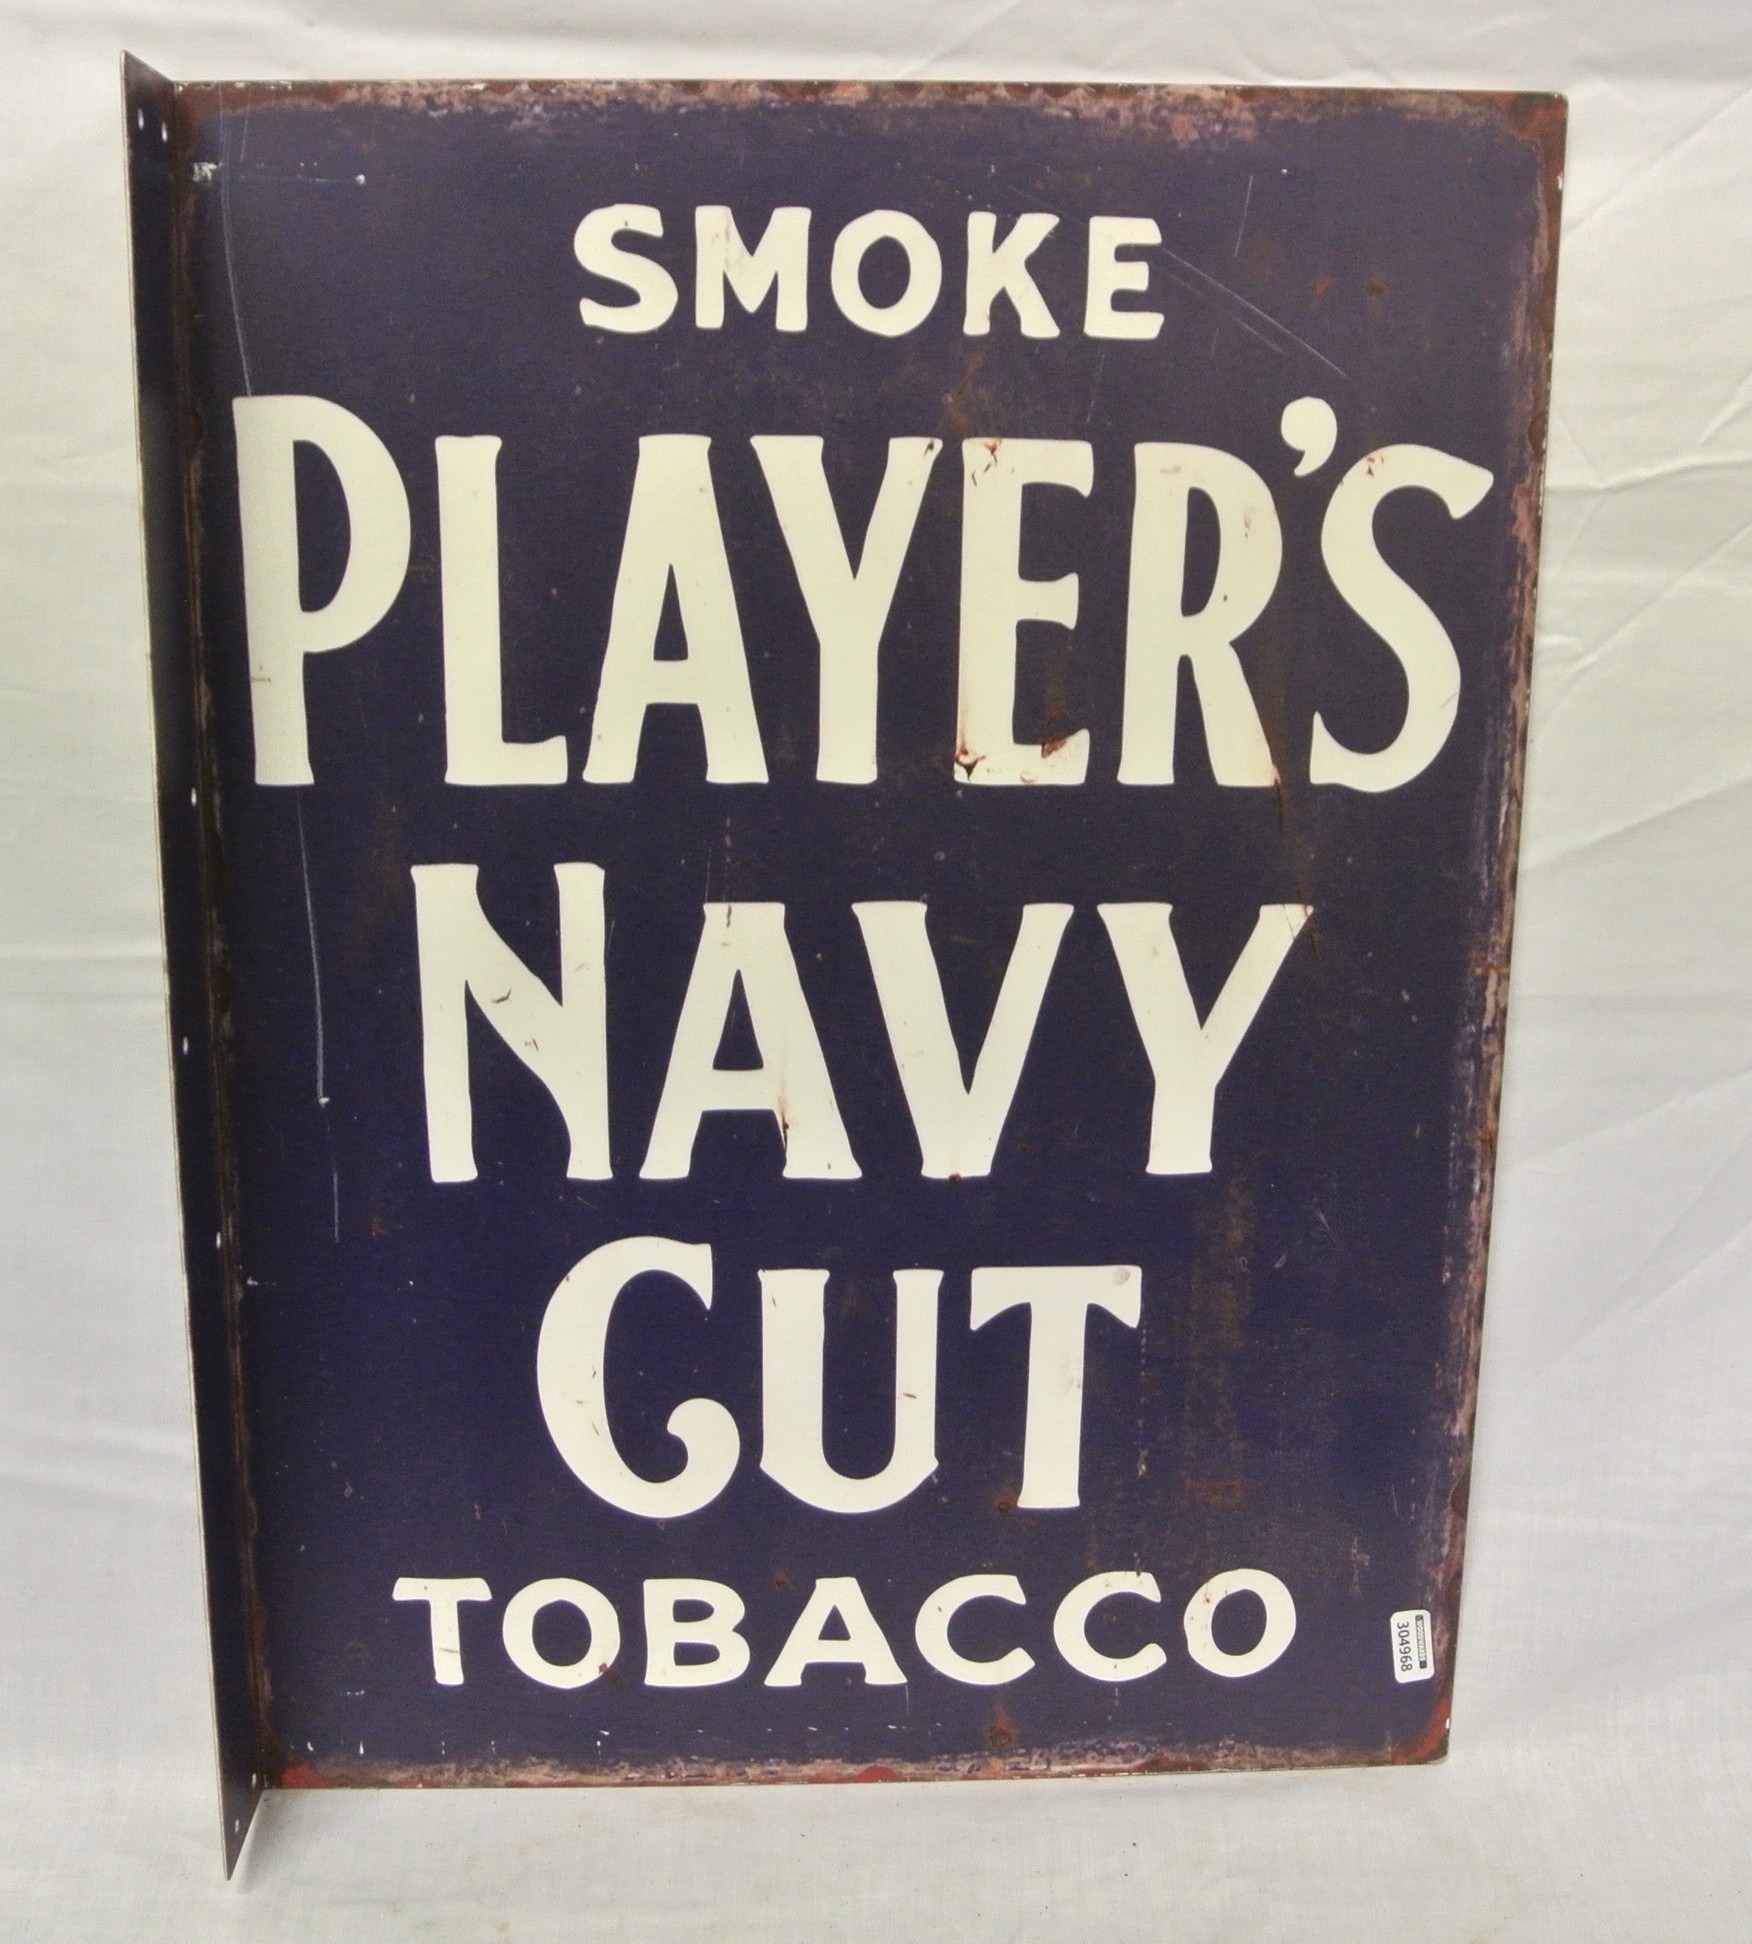 SMOKE
PLAYER'S
NAVY
CUT
TOBACCO
304968